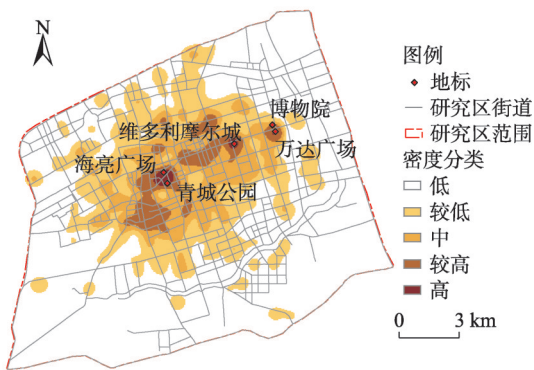 N
博物院
维多利摩尔城
万达广场
海亮广场
青城公园
图例
地标
研究区街道
研究区范围
密度分类
低
较低
中
较高
高
0 3 km